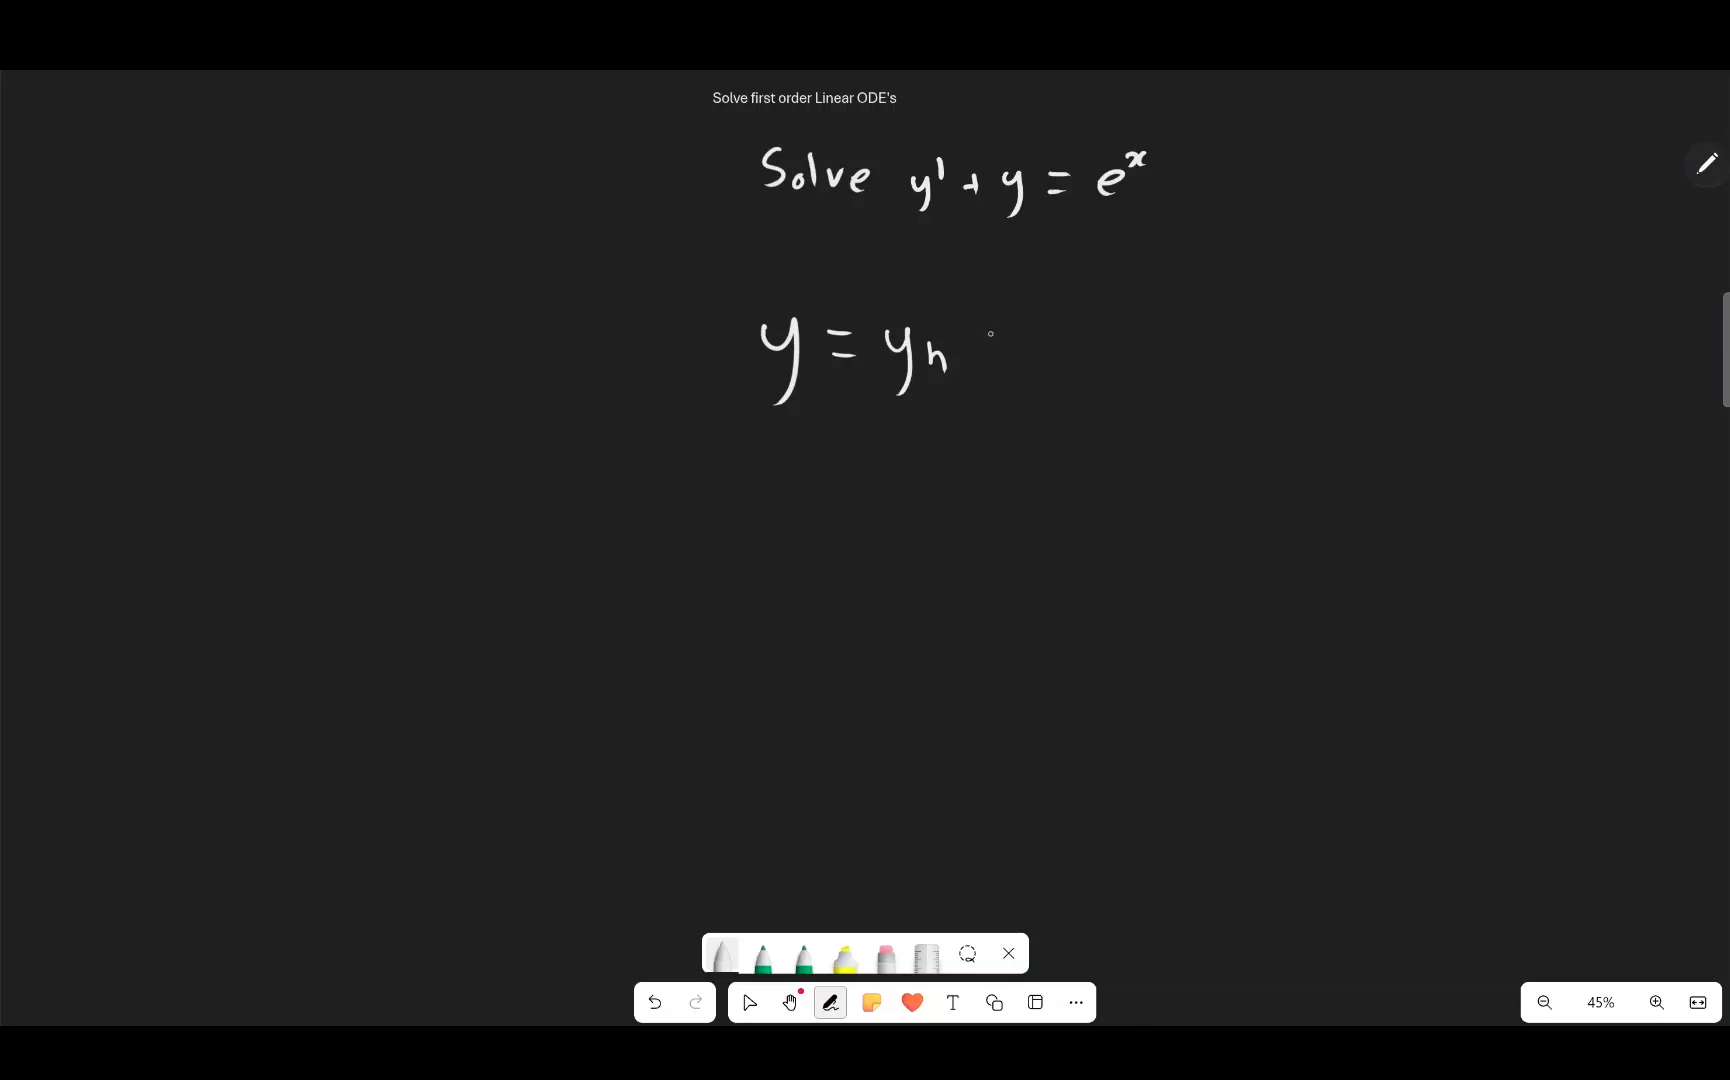 Solve first order Linear ODE's
Solve y' + y = e^x
y = y_h
45%